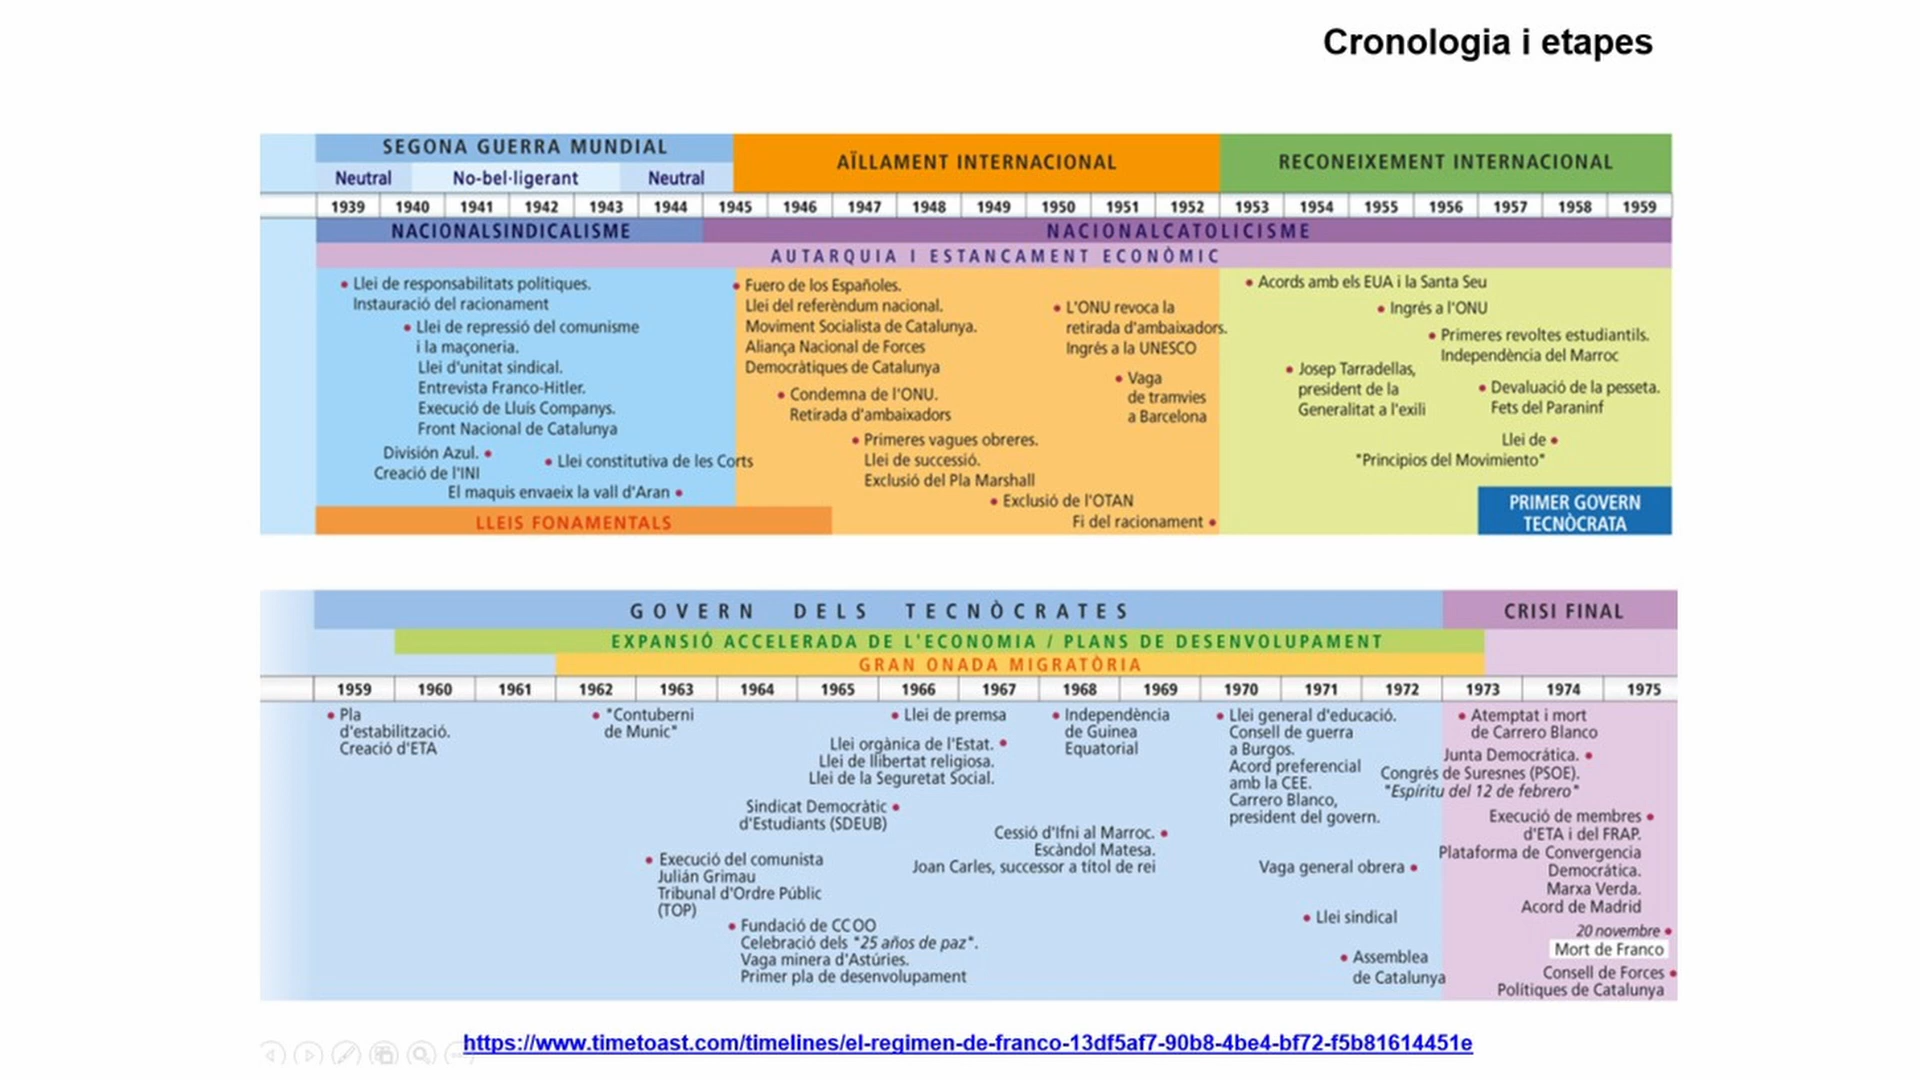 Cronologia i etapes
SEGONA GUERRA MUNDIAL
AÏLLAMENT INTERNACIONAL
RECONEIXEMENT INTERNACIONAL
Neutral
No-bel·ligerant
Neutral
1939 1940 1941 1942 1943 1944 1945 1946 1947 1948 1949 1950 1951 1952 1953 1954 1955 1956 1957 1958 1959
NACIONALSINDICALISME
NACIONALCATOLICISME
AUTARQUIA I ESTANCAMENT ECONÒMIC
• Llei de responsabilitats polítiques.
Instauració del racionament
• Llei de repressió del comunisme
i la maçoneria.
Llei d'unitat sindical.
Entrevista Franco-Hitler.
Execució de Lluís Companys.
Front Nacional de Catalunya
División Azul. •
Creació de l'INI
• Llei constitutiva de les Corts
El maquis envaeix la vall d'Aran •
LLEIS FONAMENTALS
• Fuero de los Españoles.
Llei del referèndum nacional.
Moviment Socialista de Catalunya.
Aliança Nacional de Forces
Democràtiques de Catalunya
• Condemna de l'ONU.
Retirada d'ambaixadors
• Primeres vagues obreres.
Llei de successió.
Exclusió del Pla Marshall
• Exclusió de l'OTAN
Fi del racionament •
• L'ONU revoca la
retirada d'ambaixadors.
Ingrés a la UNESCO
• Vaga
de tramvies
a Barcelona
• Acords amb els EUA i la Santa Seu
• Ingrés a l'ONU
• Primeres revoltes estudiantils.
Independència del Marroc
• Josep Tarradellas,
president de la
Generalitat a l'exili
• Devaluació de la pesseta.
Fets del Paraninf
Llei de •
"Principios del Movimiento"
PRIMER GOVERN
TECNÒCRATA
GOVERN DELS TECNÒCRATES
CRISI FINAL
EXPANSIÓ ACCELERADA DE L'ECONOMIA / PLANS DE DESENVOLUPAMENT
GRAN ONADA MIGRATÒRIA
1959 1960 1961 1962 1963 1964 1965 1966 1967 1968 1969 1970 1971 1972 1973 1974 1975
• Pla
d'estabilització.
Creació d'ETA
• "Contuberni
de Munic"
• Execució del comunista
Julián Grimau
Tribunal d'Ordre Públic
(TOP)
• Fundació de CCOO
Celebració dels "25 años de paz".
Vaga minera d'Astúries.
Primer pla de desenvolupament
• Llei de premsa
Llei orgànica de l'Estat. •
Llei de llibertat religiosa.
Llei de la Seguretat Social.
Sindicat Democràtic •
d'Estudiants (SDEUB)
• Independència
de Guinea
Equatorial
Cessió d'Ifni al Marroc. •
Escàndol Matesa.
Joan Carles, successor a títol de rei
• Llei general d'educació.
Consell de guerra
a Burgos.
Acord preferencial
amb la CEE.
Carrero Blanco,
president del govern.
Vaga general obrera •
• Llei sindical
• Assemblea
de Catalunya
• Atemptat i mort
de Carrero Blanco
Junta Democrática. •
Congrés de Suresnes (PSOE).
"Espíritu del 12 de febrero"
Execució de membres •
d'ETA i del FRAP.
Plataforma de Convergencia
Democrática.
Marxa Verda.
Acord de Madrid
20 novembre •
Mort de Franco
Consell de Forces •
Polítiques de Catalunya
https://www.timetoast.com/timelines/el-regimen-de-franco-13df5af7-90b8-4be4-bf72-f5b81614451e